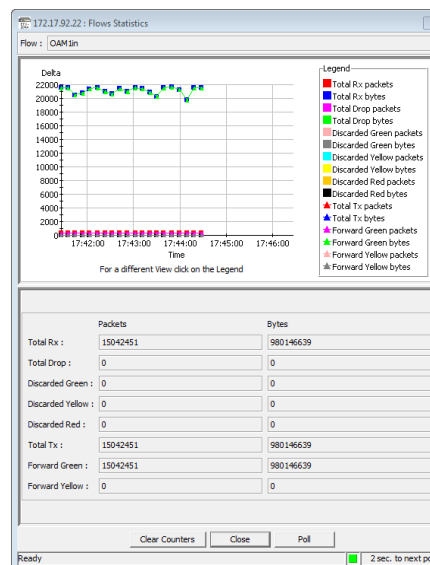 172.17.92.22 : Flows Statistics
Flow : OAM1in
Delta
22000
20000
18000
16000
14000
12000
10000
8000
6000
4000
2000
0
17:42:00 17:43:00 17:44:00 17:45:00 17:46:00
Time
For a different View click on the Legend
Legend
Total Rx packets
Total Rx bytes
Total Drop packets
Total Drop bytes
Discarded Green packets
Discarded Green bytes
Discarded Yellow packets
Discarded Yellow bytes
Discarded Red packets
Discarded Red bytes
Total Tx packets
Total Tx bytes
Forward Green packets
Forward Green bytes
Forward Yellow packets
Forward Yellow bytes
Packets Bytes
Total Rx : 15042451 980146639
Total Drop : 0 0
Discarded Green : 0 0
Discarded Yellow : 0 0
Discarded Red : 0 0
Total Tx : 15042451 980146639
Forward Green : 15042451 980146639
Forward Yellow : 0 0
Clear Counters Close Poll
Ready 2 sec. to next po